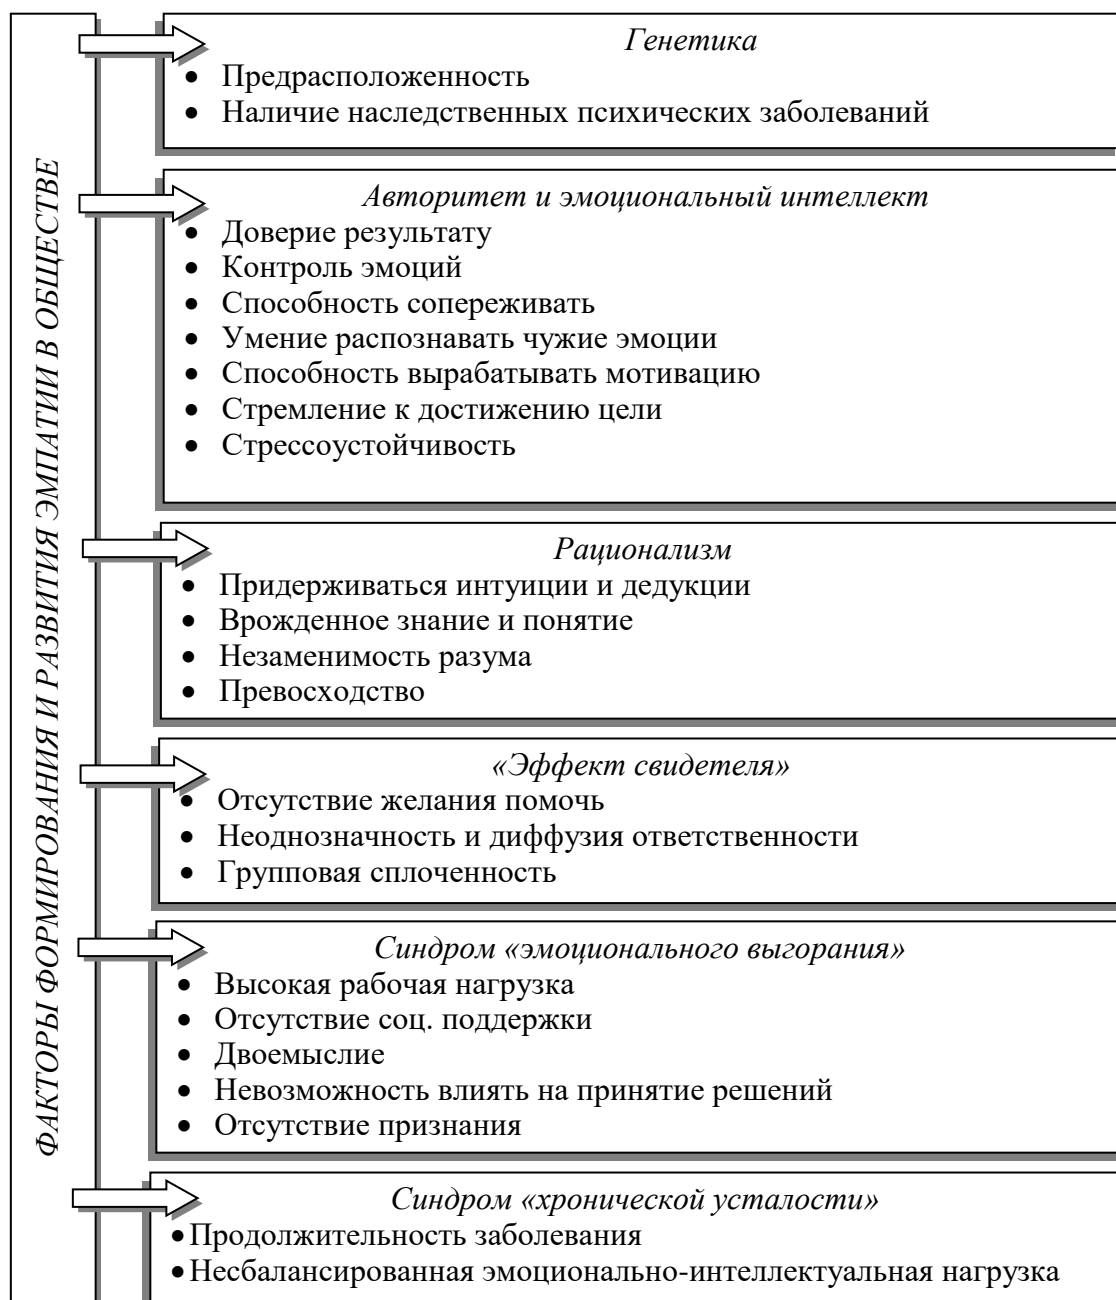 ФАКТОРЫ ФОРМИРОВАНИЯ И РАЗВИТИЯ ЭМПАТИИ В ОБЩЕСТВЕ
Генетика
• Предрасположенность
• Наличие наследственных психических заболеваний
Авторитет и эмоциональный интеллект
• Доверие результату
• Контроль эмоций
• Способность сопереживать
• Умение распознавать чужие эмоции
• Способность вырабатывать мотивацию
• Стремление к достижению цели
• Стрессоустойчивость
Рационализм
• Придерживаться интуиции и дедукции
• Врожденное знание и понятие
• Незаменимость разума
• Превосходство
«Эффект свидетеля»
• Отсутствие желания помочь
• Неоднозначность и диффузия ответственности
• Групповая сплоченность
Синдром «эмоционального выгорания»
• Высокая рабочая нагрузка
• Отсутствие соц. поддержки
• Двоемыслие
• Невозможность влиять на принятие решений
• Отсутствие признания
Синдром «хронической усталости»
• Продолжительность заболевания
• Несбалансированная эмоционально-интеллектуальная нагрузка